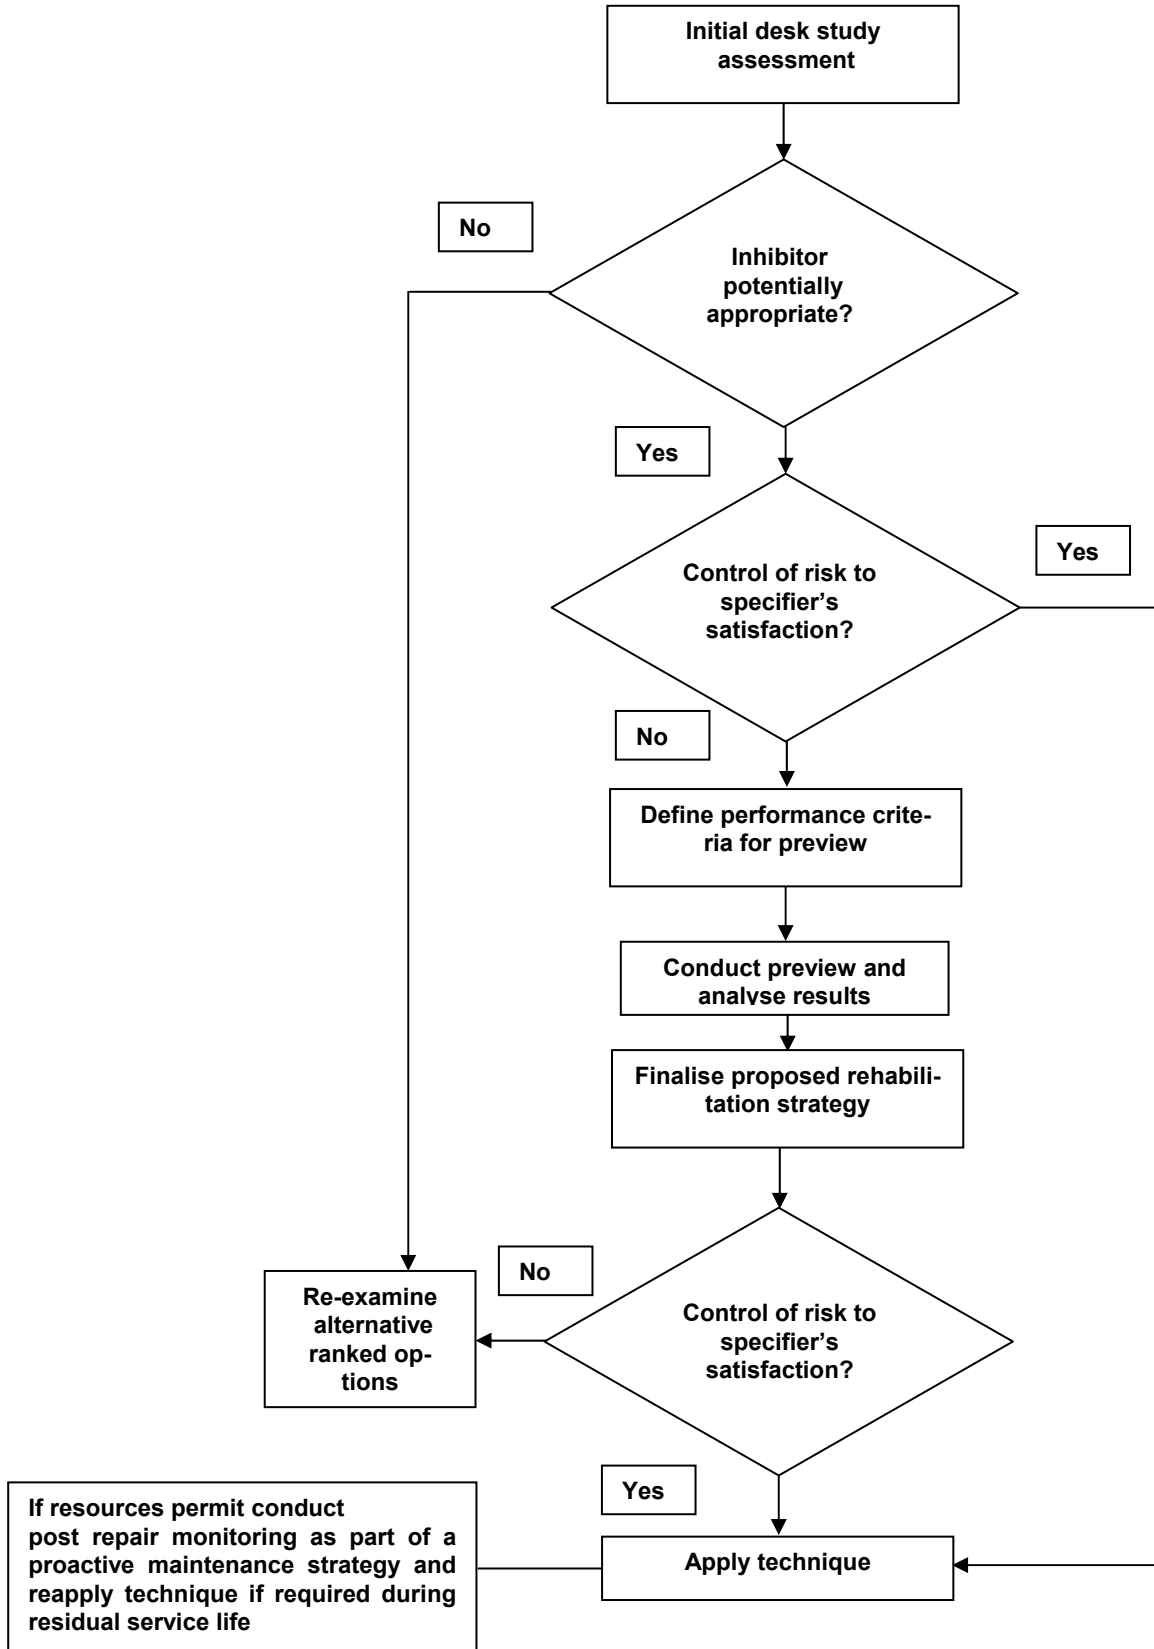 Initial desk study
assessment
No
Inhibitor
potentially
appropriate?
Yes
Control of risk to
specifier’s
satisfaction?
Yes
No
Define performance crite-
ria for preview
Conduct preview and
analyse results
Finalise proposed rehabili-
tation strategy
No
Re-examine
alternative
ranked op-
tions
Control of risk to
specifier’s
satisfaction?
Yes
If resources permit conduct
post repair monitoring as part of a
proactive maintenance strategy and
reapply technique if required during
residual service life
Apply technique